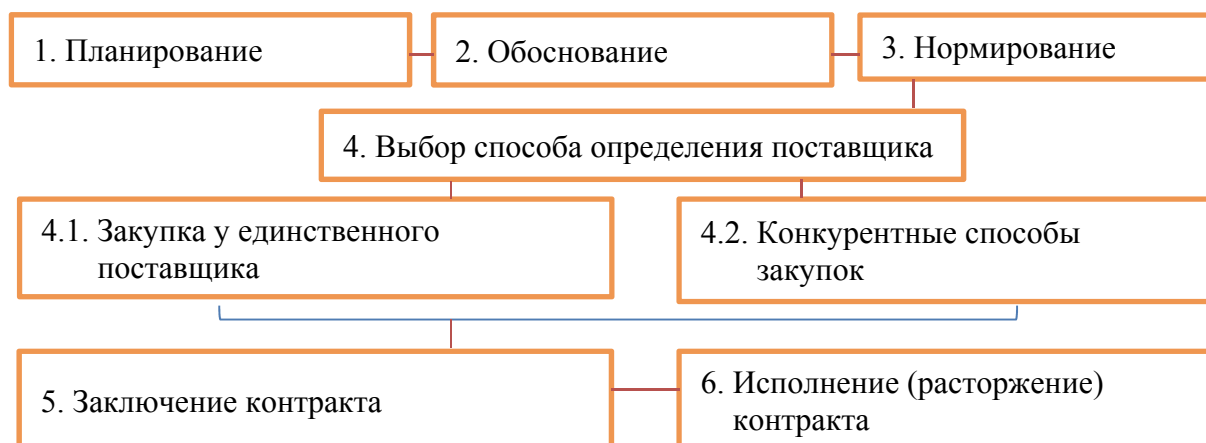 1. Планирование
2. Обоснование
3. Нормирование
4. Выбор способа определения поставщика
4.1. Закупка у единственного
поставщика
4.2. Конкурентные способы
закупок
5. Заключение контракта
6. Исполнение (расторжение)
контракта